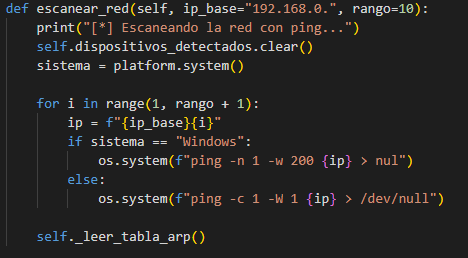 def escanear_red(self, ip_base="192.168.0.", rango=10):
    print("[*] Escaneando la red con ping...")
    self.dispositivos_detectados.clear()
    sistema = platform.system()

    for i in range(1, rango + 1):
        ip = f"{ip_base}{i}"
        if sistema == "Windows":
            os.system(f"ping -n 1 -w 200 {ip} > nul")
        else:
            os.system(f"ping -c 1 -W 1 {ip} > /dev/null")

    self._leer_tabla_arp()